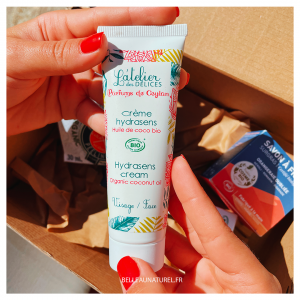 L'atelier
des DÉLICES
Parfums de Ceylan
crème
hydrasens
Huile de coco bio
BIO
Hydrasens
cream
Organic coconut oil
Visage / Face
SAVON À F
BELLEAUNATUREL.FR